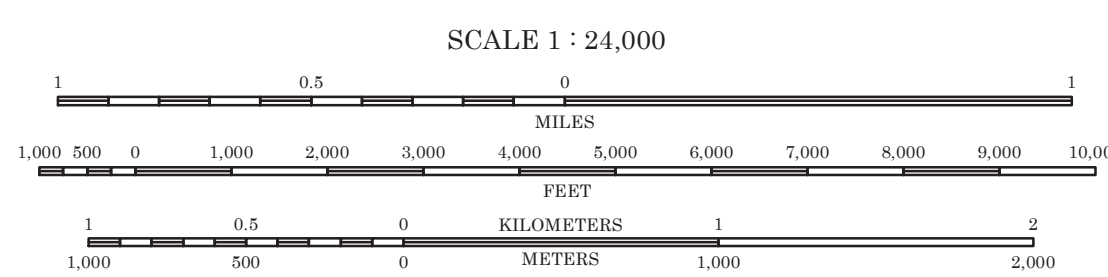 SCALE 1 : 24,000
1 0.5 0 1
MILES
1,000 500 0 1,000 2,000 3,000 4,000 5,000 6,000 7,000 8,000 9,000 10,00
FEET
1 0.5 0 KILOMETERS 1 2
1,000 500 0 METERS 1,000 2,000